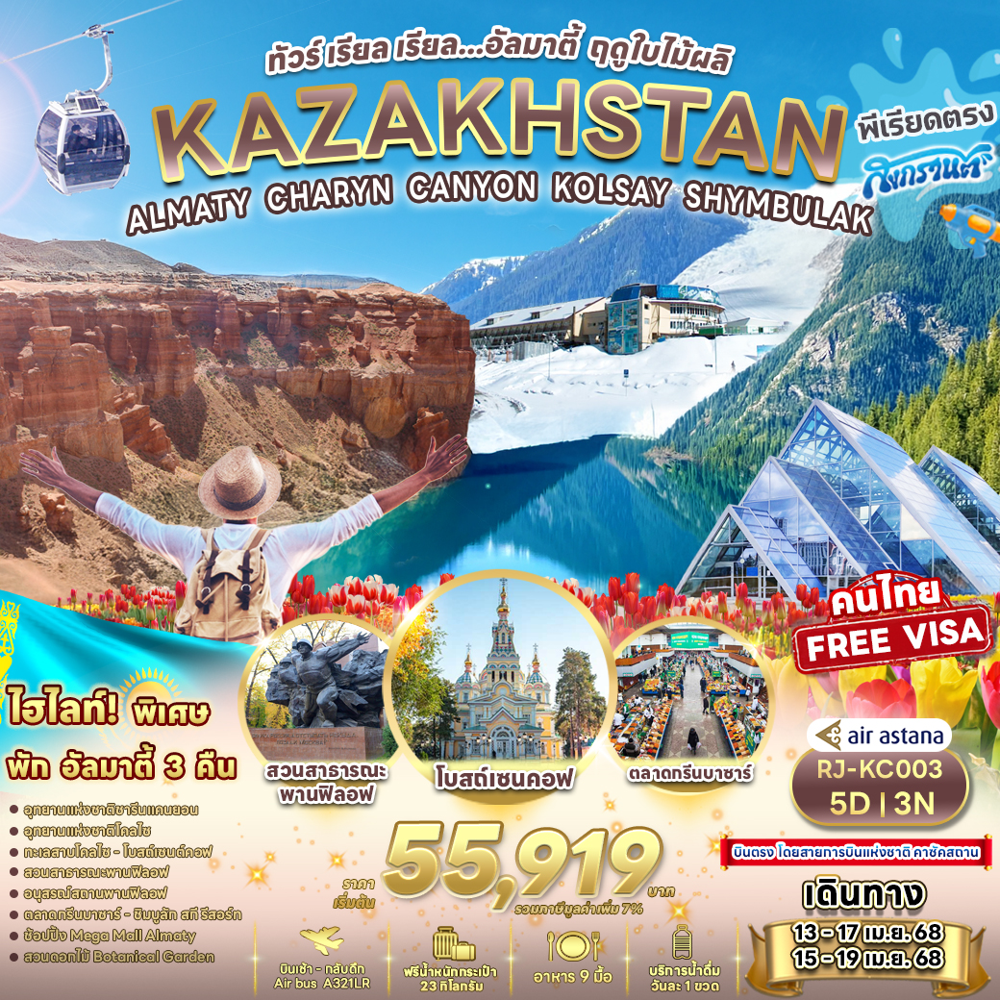 ทัวร์ เรียล เรียล...อัลมาตี้ ฤดูใบไม้ผลิ
KAZAKHSTAN
ALMATY CHARYN CANYON KOLSAY SHYMBULAK
พีเรียดตรง
สงกรานต์
คนไทย
FREE VISA
ไฮไลท์! พิเศษ
พัก อัลมาตี้ 3 คืน
อุทยานแห่งชาติชารีนแคนยอน
อุทยานแห่งชาติโคลไซ
ทะเลสาบโคลไซ - โบสถ์เซนต์คอฟ
สวนสาธารณะพานฟิลอฟ
อนุสรณ์สถานพานฟิลอฟ
ตลาดกรีนบาซาร์ - ชิมบูลัก สกี รีสอร์ท
ช้อปปิ้ง Mega Mall Almaty
สวนดอกไม้ Botanical Garden
สวนสาธารณะ
พานฟิลอฟ
โบสถ์เซนคอฟ
ตลาดกรีนบาซาร์
air astana
RJ-KC003
5D | 3N
บินตรง โดยสายการบินแห่งชาติ คาซัคสถาน
ราคา
เริ่มต้น
55,919
บาท
รวมภาษีมูลค่าเพิ่ม 7%
เดินทาง
13 - 17 เม.ย. 68
15 - 19 เม.ย. 68
บินเช้า - กลับดึก
Air bus A321LR
ฟรีน้ำหนักกระเป๋า
23 กิโลกรัม
อาหาร 9 มื้อ
บริการน้ำดื่ม
วันละ 1 ขวด